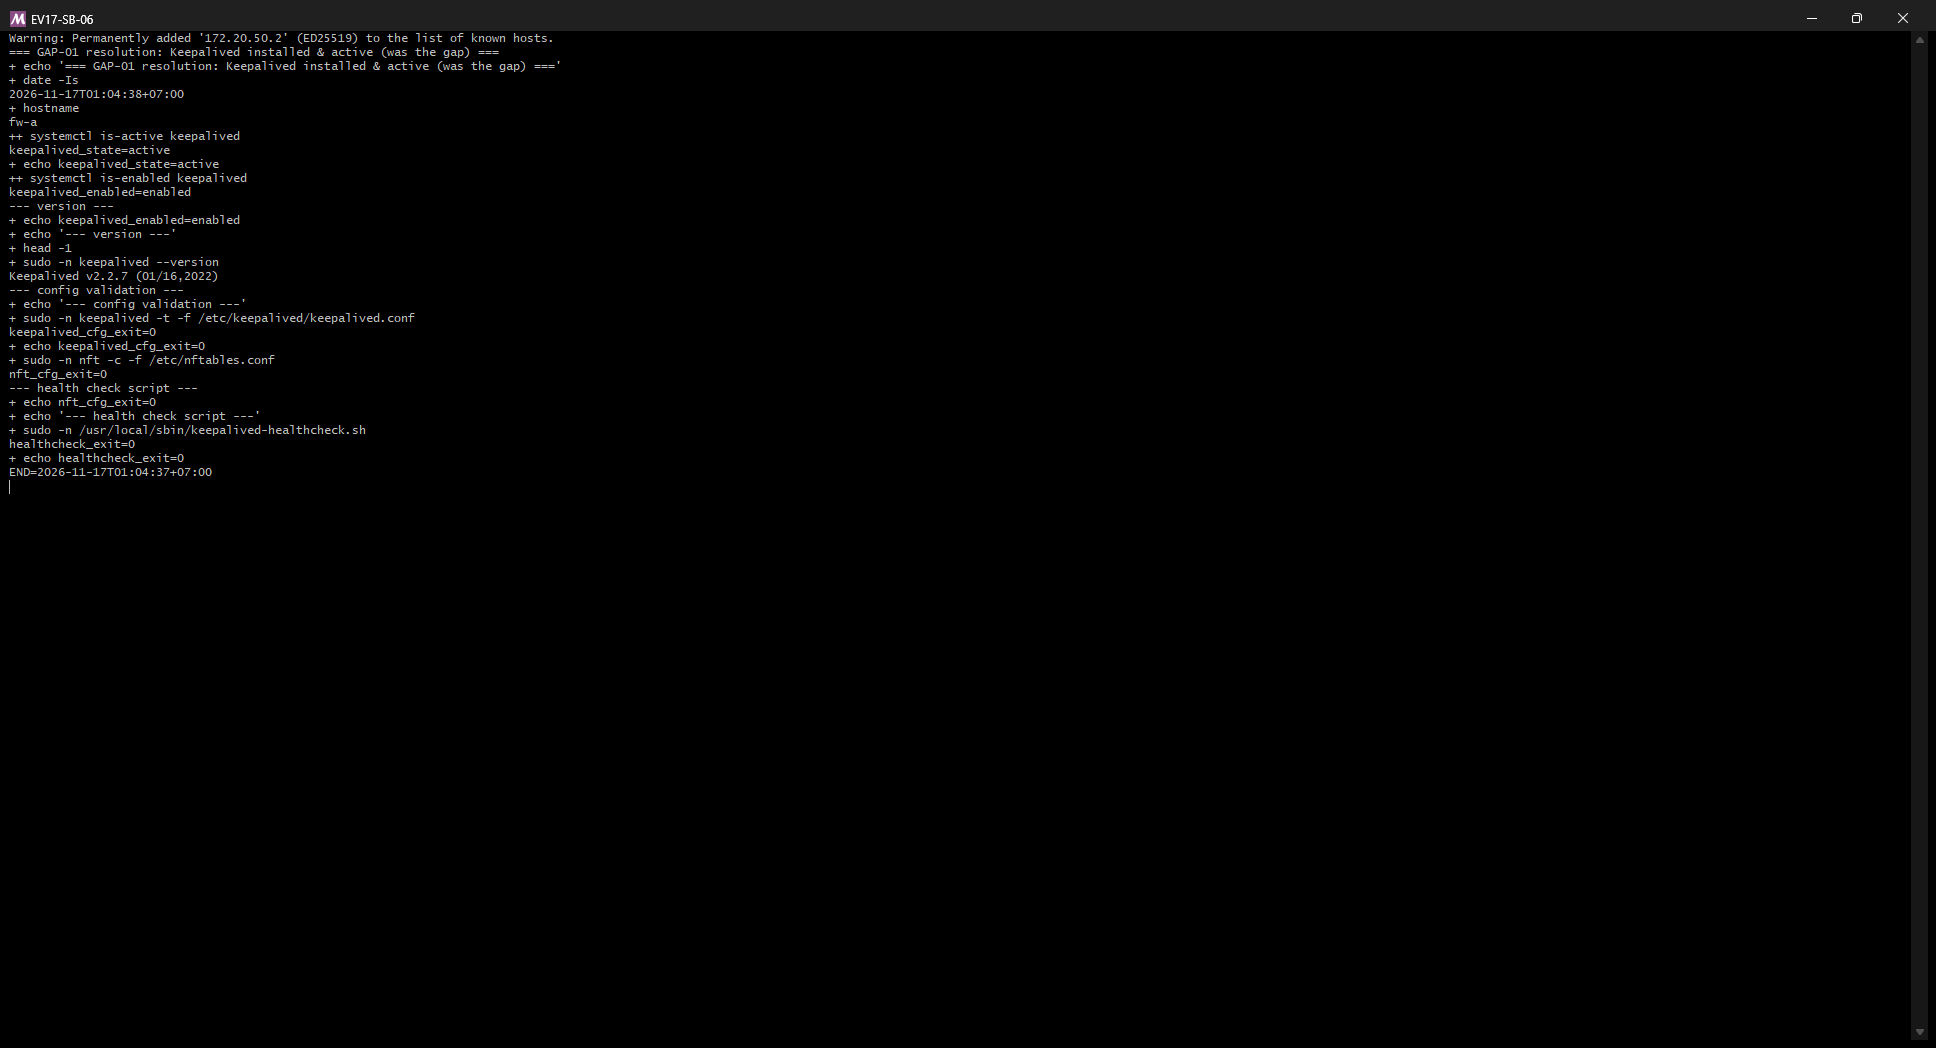 EV17-SB-06
Warning: Permanently added '172.20.50.2' (ED25519) to the list of known hosts.
=== GAP-01 resolution: Keepalived installed & active (was the gap) ===
+ echo '=== GAP-01 resolution: Keepalived installed & active (was the gap) ==='
+ date -Is
2026-11-17T01:04:38+07:00
+ hostname
fw-a
++ systemctl is-active keepalived
keepalived_state=active
+ echo keepalived_state=active
++ systemctl is-enabled keepalived
keepalived_enabled=enabled
--- version ---
+ echo keepalived_enabled=enabled
+ echo '--- version ---'
+ head -1
+ sudo -n keepalived --version
Keepalived v2.2.7 (01/16,2022)
--- config validation ---
+ echo '--- config validation ---'
+ sudo -n keepalived -t -f /etc/keepalived/keepalived.conf
keepalived_cfg_exit=0
+ echo keepalived_cfg_exit=0
+ sudo -n nft -c -f /etc/nftables.conf
nft_cfg_exit=0
--- health check script ---
+ echo nft_cfg_exit=0
+ echo '--- health check script ---'
+ sudo -n /usr/local/sbin/keepalived-healthcheck.sh
healthcheck_exit=0
+ echo healthcheck_exit=0
END=2026-11-17T01:04:37+07:00